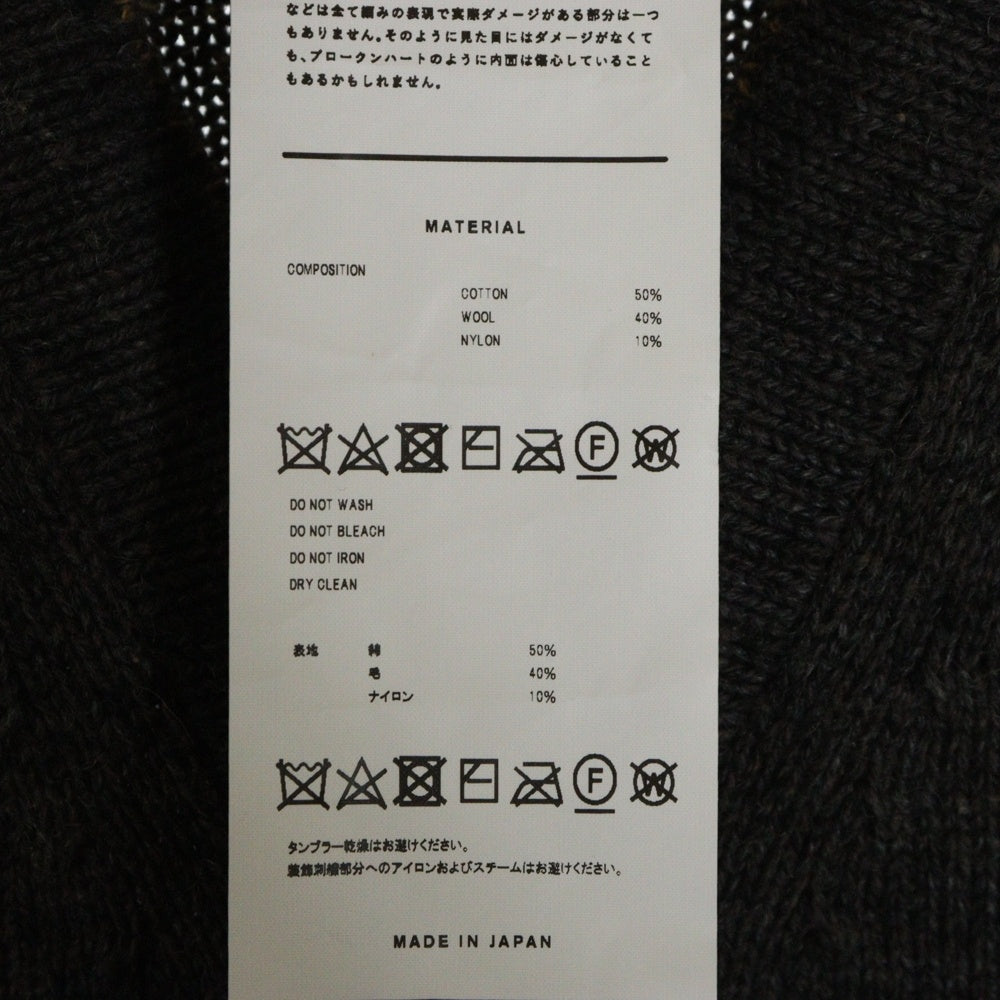 などは全て編みの表現で実際ダメージがある部分は一つ
もありません。そのように見た目にはダメージがなくて
も、ブロークンハートのように内面は傷心していること
もあるかもしれません。
MATERIAL
COMPOSITION
COTTON 50%
WOOL 40%
NYLON 10%
F W
DO NOT WASH
DO NOT BLEACH
DO NOT IRON
DRY CLEAN
表地 綿 50%
毛 40%
ナイロン 10%
F W
タンブラー乾燥はお避けください。
装飾刺繍部分へのアイロンおよびスチームはお避けください。
MADE IN JAPAN